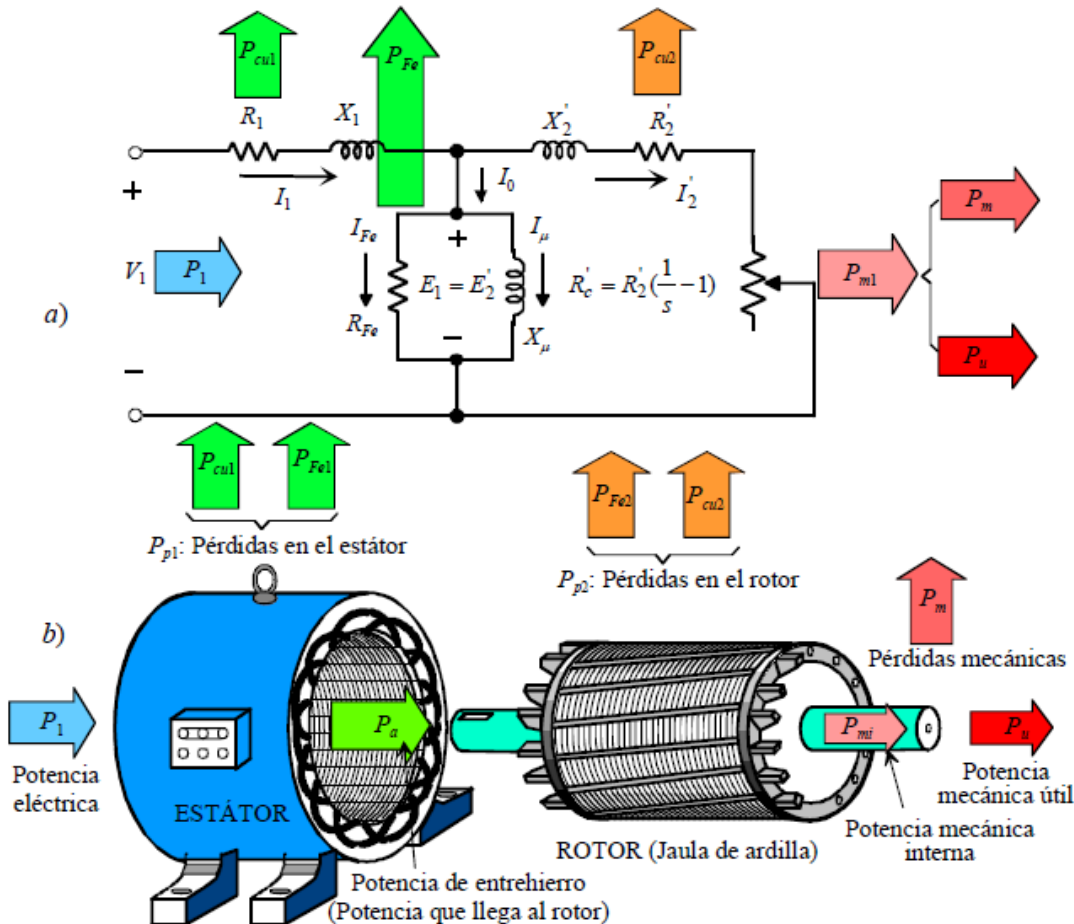 P_cu1
P_Fe
P_cu2
R_1
X_1
X'_2
R'_2
I_1
I_0
I'_2
+
I_Fe
+
I_μ
P_m
V_1
P_1
E_1 = E'_2
R'_c = R'_2(1/s −1)
P_m1
a)
R_Fe
−
X_μ
P_u
−
P_cu1
P_Fe1
P_Fe2
P_cu2
P_p1: Pérdidas en el estátor
P_p2: Pérdidas en el rotor
P_m
b)
Pérdidas mecánicas
P_1
P_a
P_mi
P_u
Potencia
eléctrica
ESTÁTOR
Potencia
mecánica útil
ROTOR (Jaula de ardilla)
Potencia mecánica
interna
Potencia de entrehierro
(Potencia que llega al rotor)